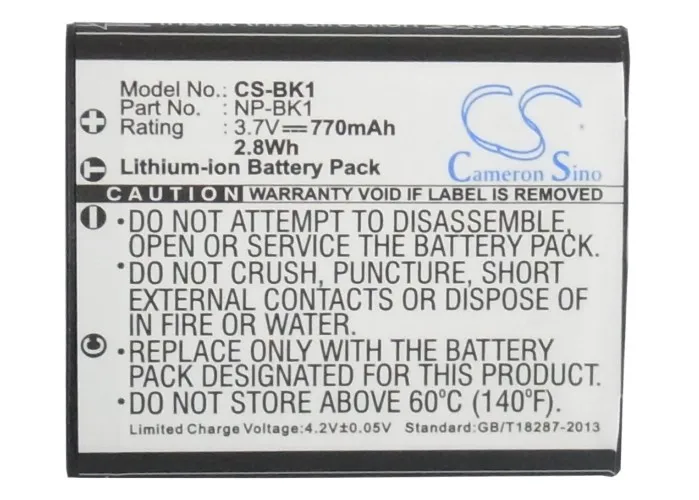 Model No.: CS-BK1
Part No. : NP-BK1
Rating : 3.7V⎓770mAh
2.8Wh
Lithium-ion Battery Pack
CS
Cameron Sino
CAUTION WARRANTY VOID IF LABEL IS REMOVED
•DO NOT ATTEMPT TO DISASSEMBLE,
OPEN OR SERVICE THE BATTERY PACK.
•DO NOT CRUSH, PUNCTURE, SHORT
EXTERNAL CONTACTS OR DISPOSE OF
IN FIRE OR WATER.
•REPLACE ONLY WITH THE BATTERY
PACK DESIGNATED FOR PRODUCT.
•DO NOT STORE ABOVE 60°C (140°F).
Limited Charging Voltage:4.2V±0.05V Standard:GB/T18287-2013